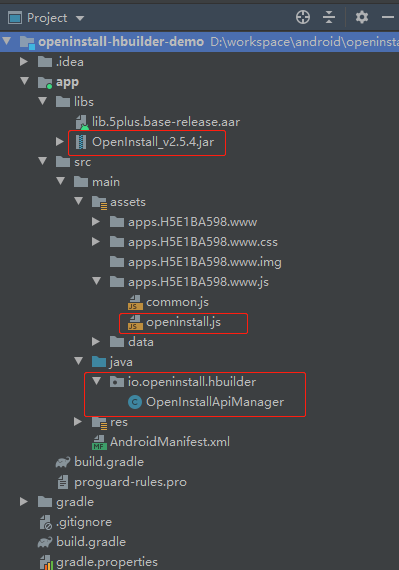 Project
openinstall-hbuilder-demo D:\workspace\android\openinsta
.idea
app
libs
lib.5plus.base-release.aar
OpenInstall_v2.5.4.jar
src
main
assets
apps.H5E1BA598.www
apps.H5E1BA598.www.css
apps.H5E1BA598.www.img
apps.H5E1BA598.www.js
common.js
openinstall.js
data
java
io.openinstall.hbuilder
OpenInstallApiManager
res
AndroidManifest.xml
build.gradle
proguard-rules.pro
gradle
.gitignore
build.gradle
gradle.properties